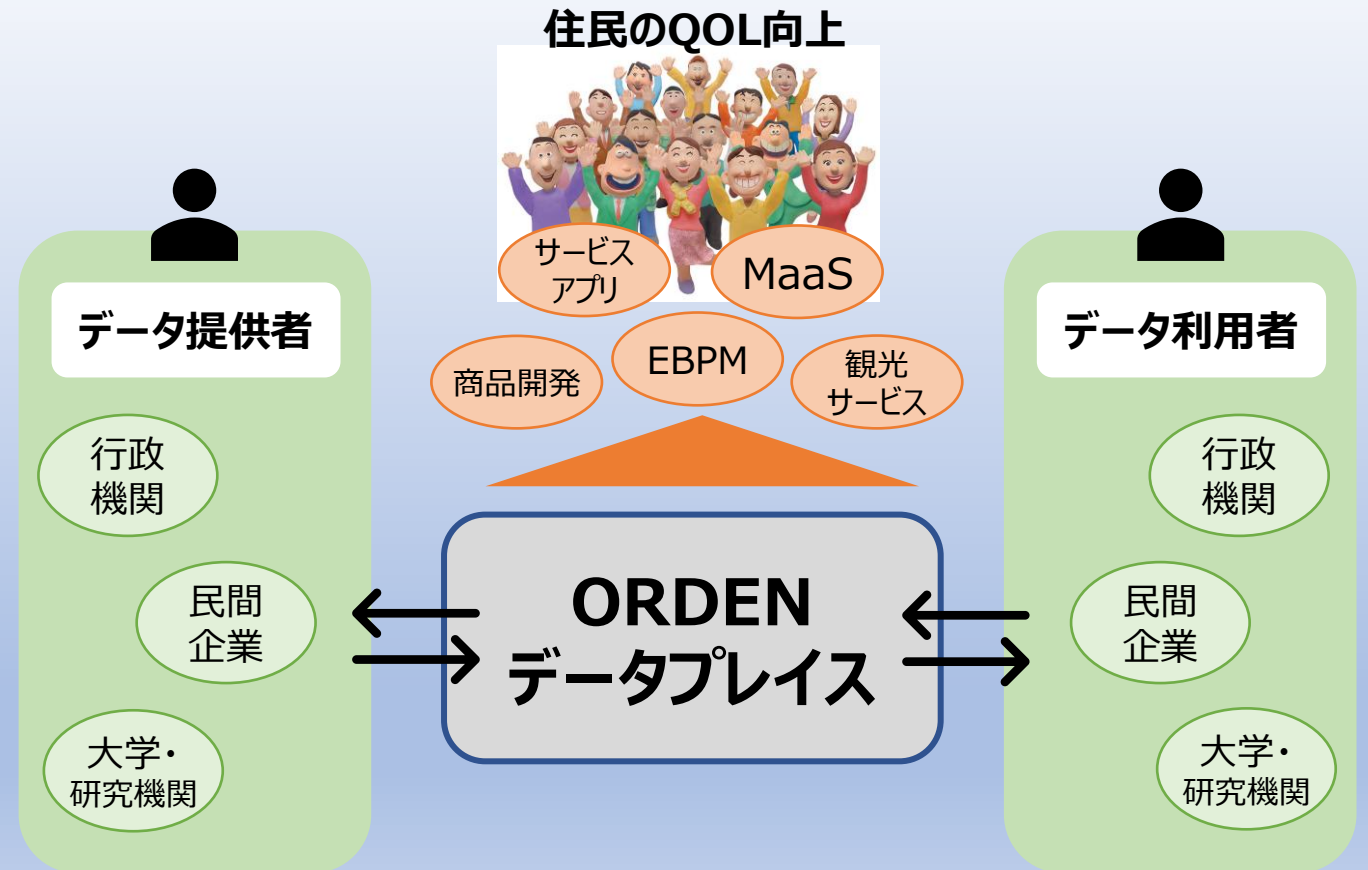 住民のQOL向上
サービス
アプリ
MaaS
商品開発
EBPM
観光
サービス
データ提供者
行政
機関
民間
企業
大学・
研究機関
ORDEN
データプレイス
データ利用者
行政
機関
民間
企業
大学・
研究機関